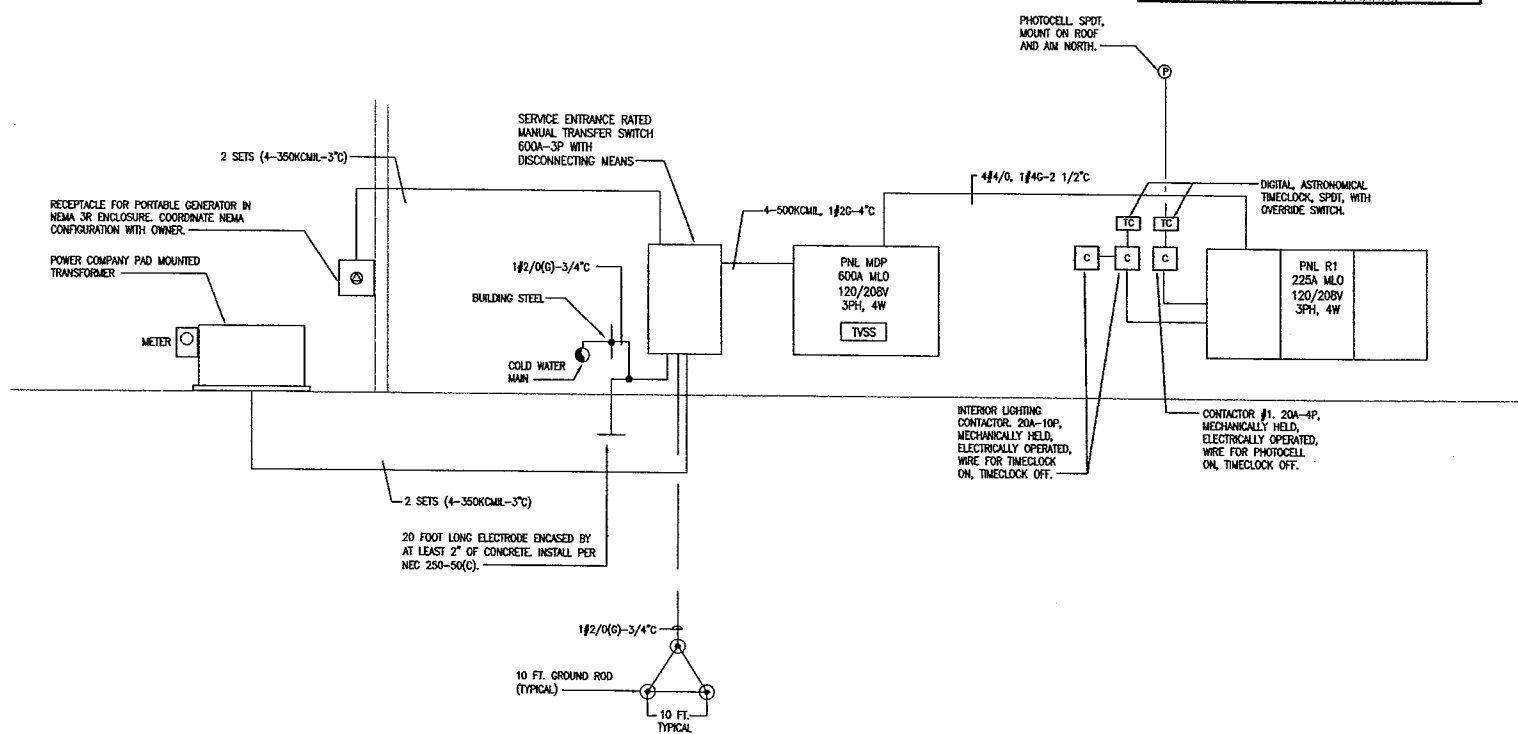 PHOTOCELL SPDT,
MOUNT ON ROOF
AND AIM NORTH.
P
SERVICE ENTRANCE RATED
MANUAL TRANSFER SWITCH
600A-3P WITH
DISCONNECTING MEANS
2 SETS (4-350KCMIL-3"C)
RECEPTACLE FOR PORTABLE GENERATOR IN
NEMA 3R ENCLOSURE. COORDINATE NEMA
CONFIGURATION WITH OWNER.
4#4/0, 1#4G-2 1/2"C
DIGITAL, ASTRONOMICAL
TIMECLOCK, SPDT, WITH
OVERRIDE SWITCH.
4-500KCMIL, 1#2G-4"C
TC
TC
POWER COMPANY PAD MOUNTED
TRANSFORMER
1#2/0(G)-3/4"C
BUILDING STEEL
C
C
C
PNL MDP
600A MLO
120/208V
3PH, 4W
TVSS
PNL R1
225A MLO
120/208V
3PH, 4W
METER
COLD WATER
MAIN
INTERIOR LIGHTING
CONTACTOR. 20A-10P,
MECHANICALLY HELD,
ELECTRICALLY OPERATED,
WIRE FOR TIMECLOCK
ON, TIMECLOCK OFF.
CONTACTOR #1. 20A-4P,
MECHANICALLY HELD,
ELECTRICALLY OPERATED,
WIRE FOR PHOTOCELL
ON, TIMECLOCK OFF.
2 SETS (4-350KCMIL-3"C)
20 FOOT LONG ELECTRODE ENCASED BY
AT LEAST 2" OF CONCRETE. INSTALL PER
NEC 250-50(C).
1#2/0(G)-3/4"C
10 FT. GROUND ROD
(TYPICAL)
10 FT.
TYPICAL